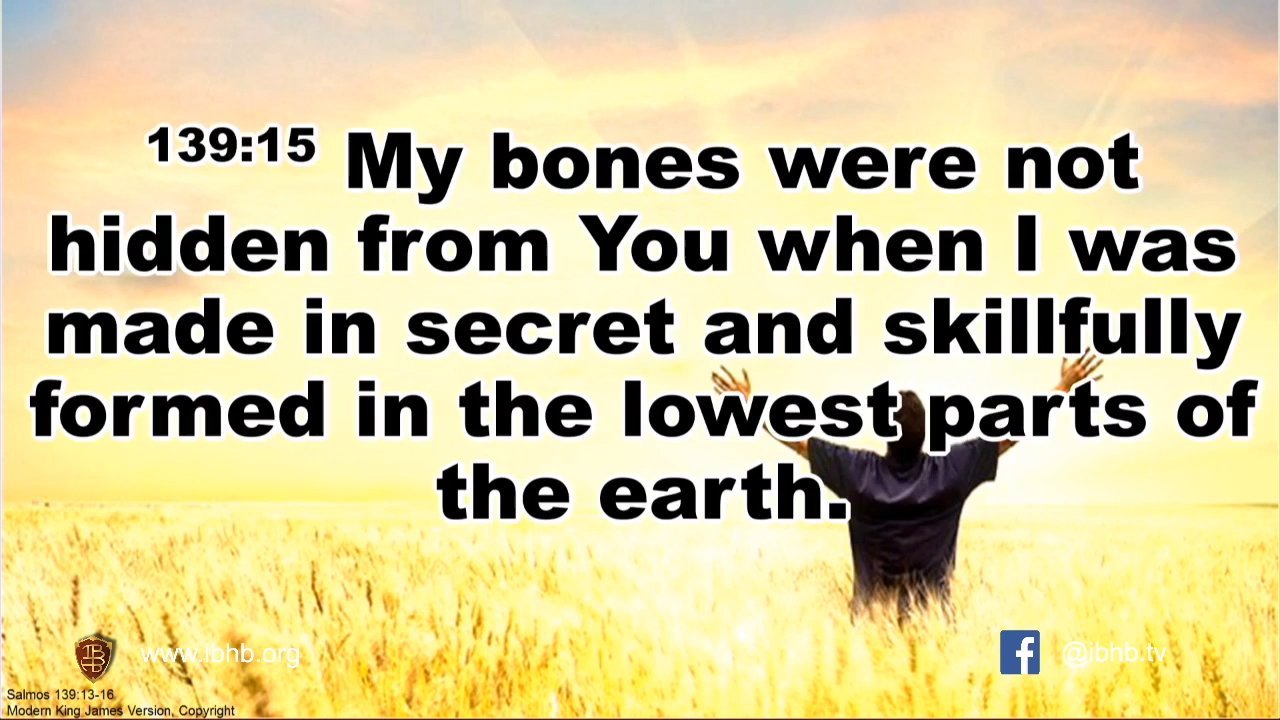 139:15 My bones were not
hidden from You when I was
made in secret and skillfully
formed in the lowest parts of
the earth.
www.ibhb.org
@ibhb.tv
Salmos 139:13-16
Modern King James Version, Copyright